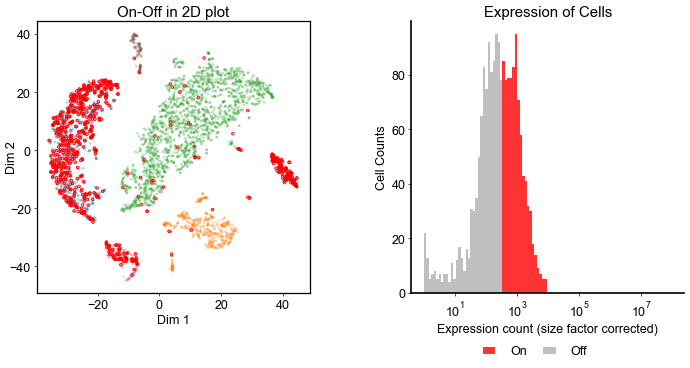 On-Off in 2D plot
Dim 2
40
20
0
−20
−40
−20
0
20
40
Dim 1
Expression of Cells
Cell Counts
80
60
40
20
0
10^1
10^3
10^5
10^7
Expression count (size factor corrected)
On
Off